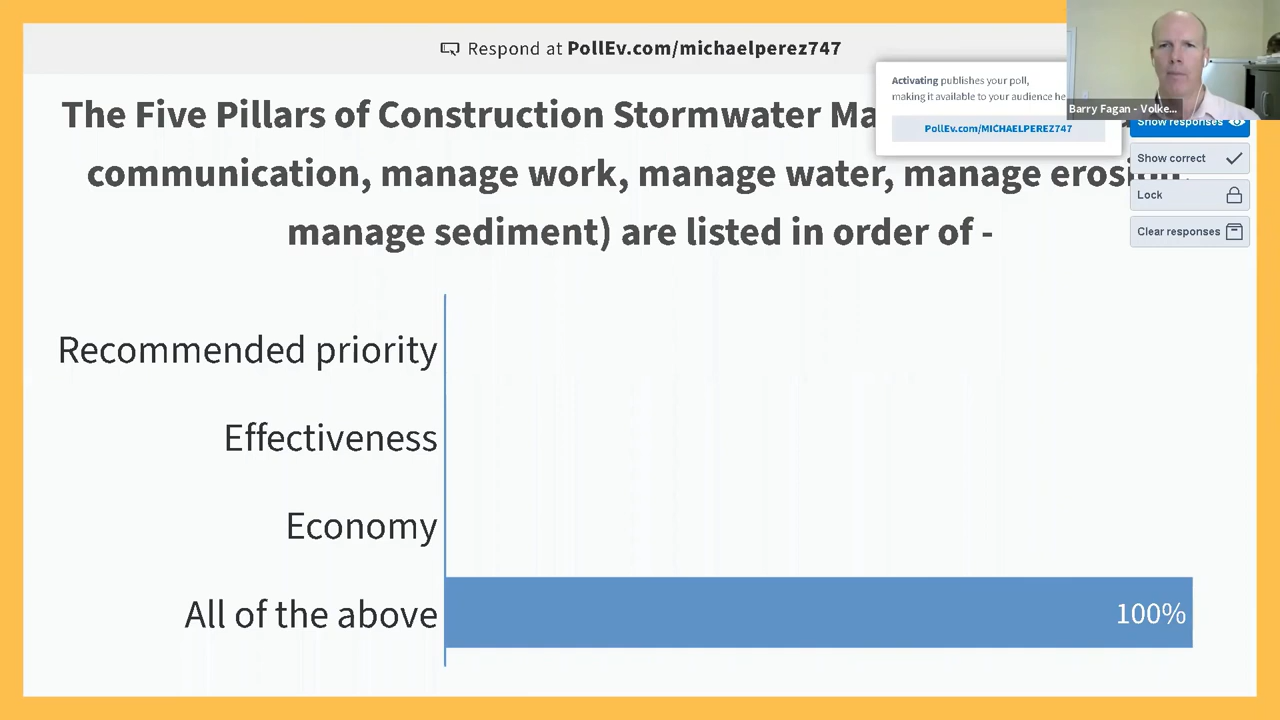 Respond at PollEv.com/michaelperez747
Activating publishes your poll,
making it available to your audience he
PollEv.com/MICHAELPEREZ747
Barry Fagan - Volke...
Show responses
Show correct
Lock
Clear responses
The Five Pillars of Construction Stormwater Ma
communication, manage work, manage water, manage erosion,
manage sediment) are listed in order of -
Recommended priority
Effectiveness
Economy
All of the above
100%